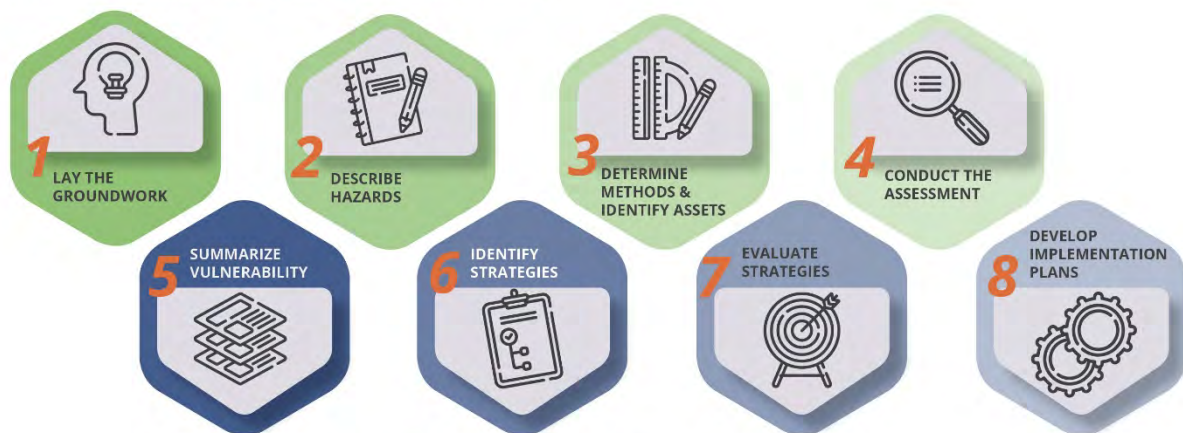 1
LAY THE
GROUNDWORK
2
DESCRIBE
HAZARDS
3
DETERMINE
METHODS &
IDENTIFY ASSETS
4
CONDUCT THE
ASSESSMENT
5
SUMMARIZE
VULNERABILITY
6
IDENTIFY
STRATEGIES
7
EVALUATE
STRATEGIES
8
DEVELOP
IMPLEMENTATION
PLANS